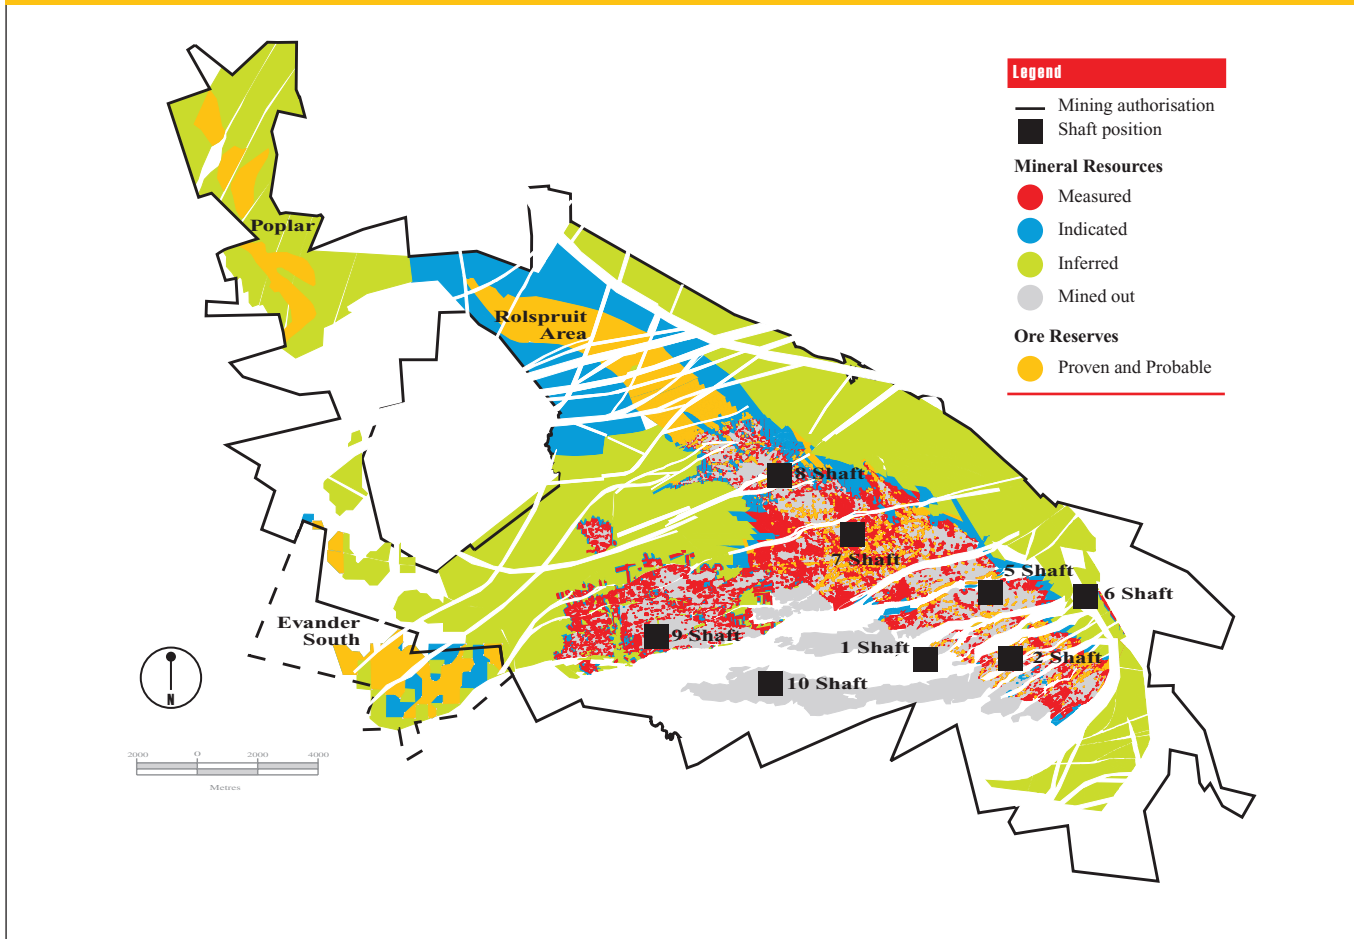 Legend
Mining authorisation
Shaft position
Mineral Resources
Measured
Indicated
Inferred
Mined out
Ore Reserves
Proven and Probable
Poplar
Rolspruit
Area
8 Shaft
7 Shaft
5 Shaft
6 Shaft
Evander
South
9 Shaft
1 Shaft
2 Shaft
10 Shaft
N
2000 0 2000 4000
Metres